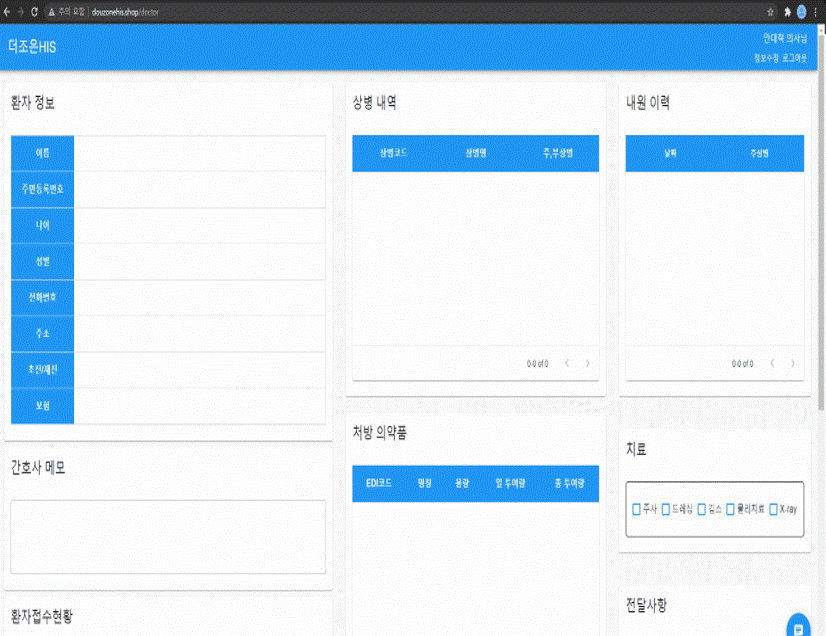 주의 요함 douzonehis.shop/doctor
더조은HIS
안대혁 의사님
정보수정 로그아웃
환자 정보
이름
주민등록번호
나이
성별
전화번호
주소
초진/재진
보험
간호사 메모
환자접수현황
상병 내역
상병코드 상병명 주,부상병
0-0 of 0
처방 의약품
EDI코드 명칭 용량 일 투여량 총 투여량
내원 이력
날짜 주상병
0-0 of 0
치료
주사 드레싱 깁스 물리치료 X-ray
전달사항